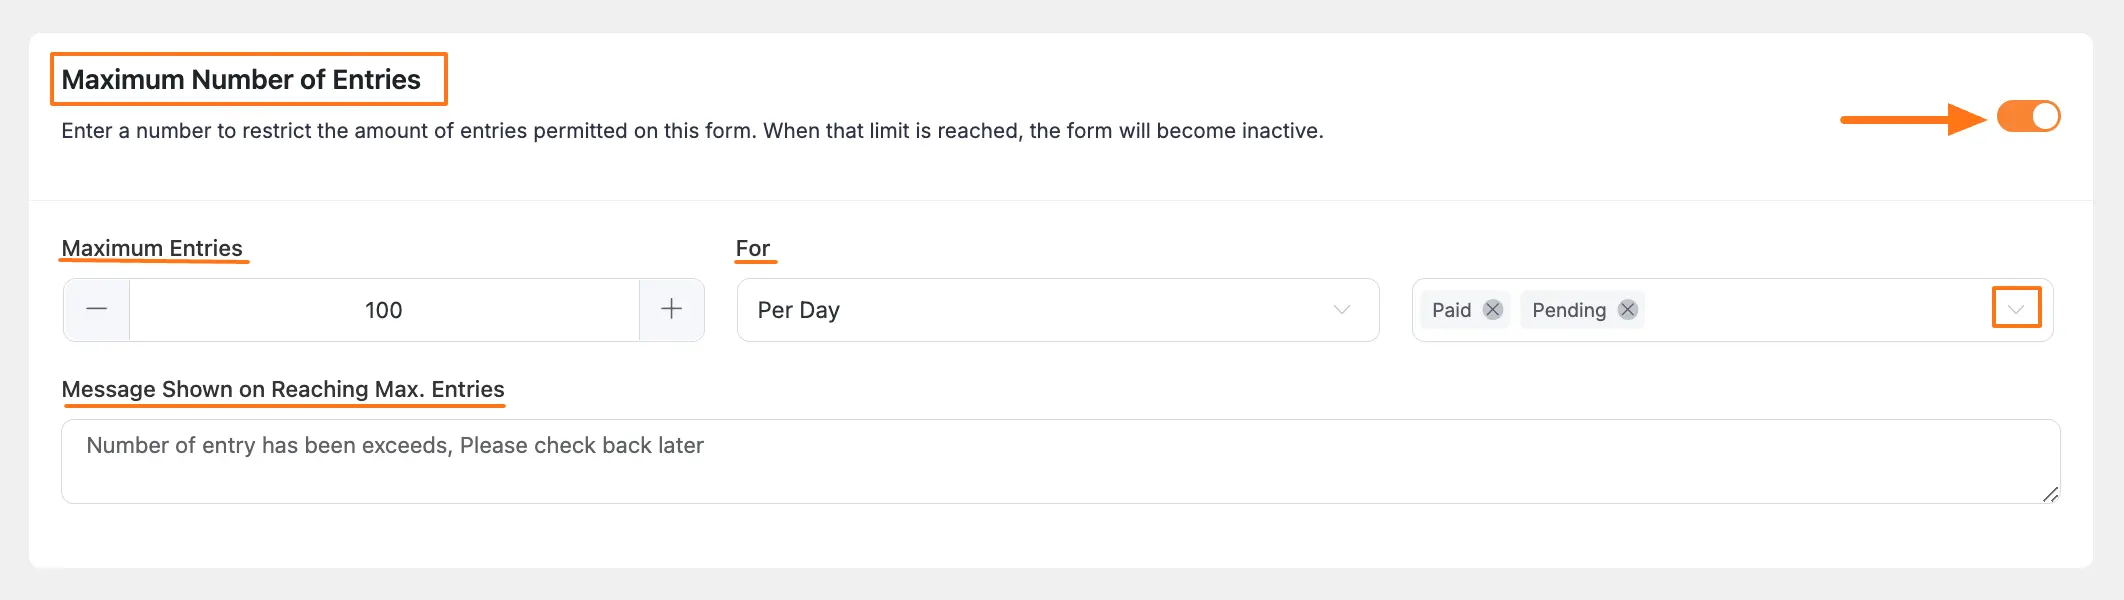 Maximum Number of Entries
Enter a number to restrict the amount of entries permitted on this form. When that limit is reached, the form will become inactive.
Maximum Entries
For
100
Per Day
Paid
Pending
Message Shown on Reaching Max. Entries
Number of entry has been exceeds, Please check back later